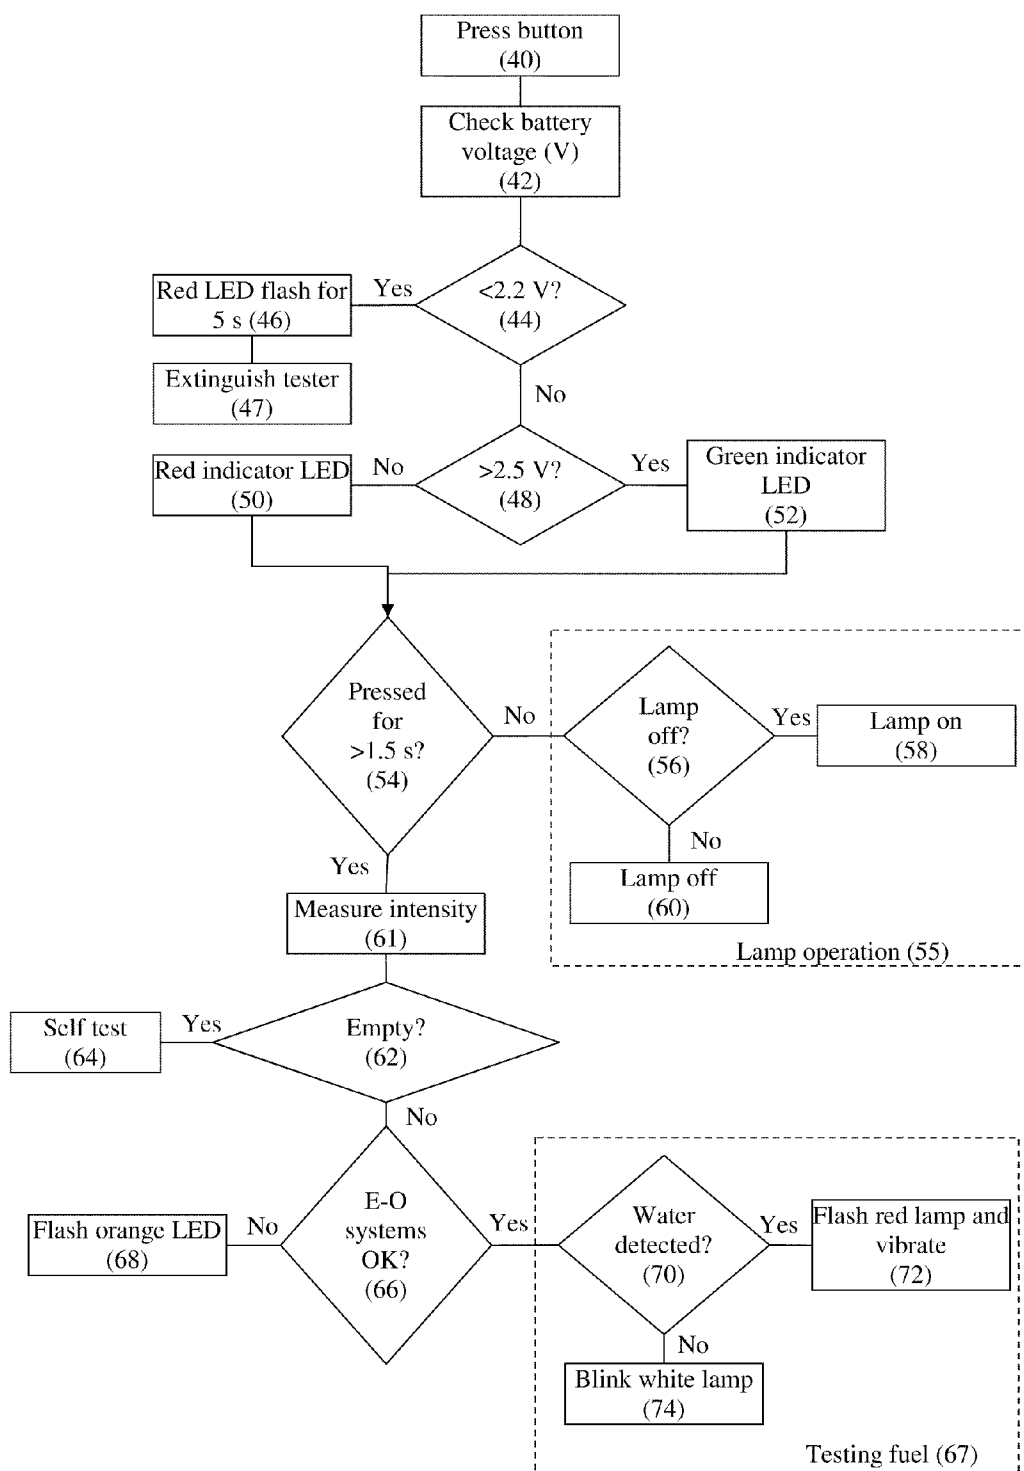 Press button
(40)
Check battery
voltage (V)
(42)
<2.2 V?
(44)
Yes
Red LED flash for
5 s (46)
Extinguish tester
(47)
No
>2.5 V?
(48)
No
Red indicator LED
(50)
Yes
Green indicator
LED
(52)
Pressed
for
>1.5 s?
(54)
No
Lamp
off?
(56)
Yes
Lamp on
(58)
No
Lamp off
(60)
Lamp operation (55)
Yes
Measure intensity
(61)
Empty?
(62)
Yes
Self test
(64)
No
E-O
systems
OK?
(66)
No
Flash orange LED
(68)
Yes
Water
detected?
(70)
Yes
Flash red lamp and
vibrate
(72)
No
Blink white lamp
(74)
Testing fuel (67)